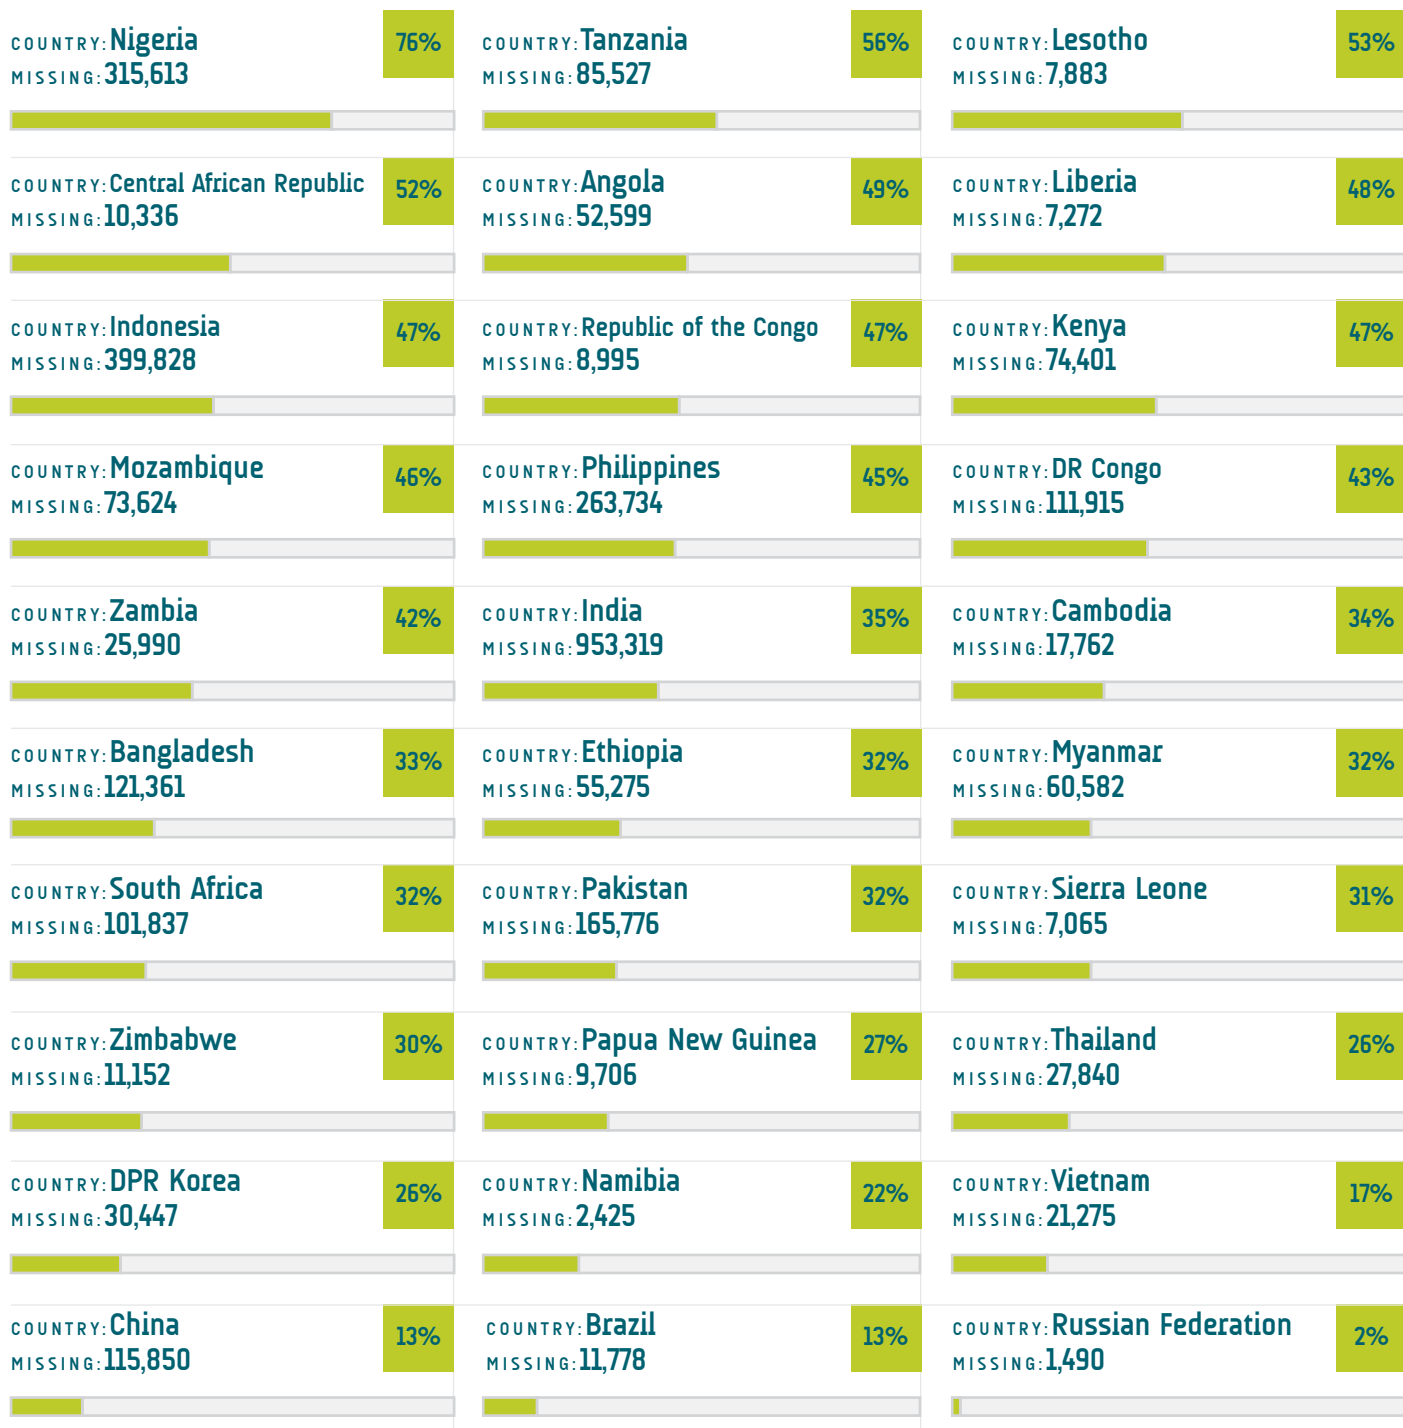 COUNTRY: Nigeria 76%
MISSING: 315,613
COUNTRY: Tanzania 56%
MISSING: 85,527
COUNTRY: Lesotho 53%
MISSING: 7,883
COUNTRY: Central African Republic 52%
MISSING: 10,336
COUNTRY: Angola 49%
MISSING: 52,599
COUNTRY: Liberia 48%
MISSING: 7,272
COUNTRY: Indonesia 47%
MISSING: 399,828
COUNTRY: Republic of the Congo 47%
MISSING: 8,995
COUNTRY: Kenya 47%
MISSING: 74,401
COUNTRY: Mozambique 46%
MISSING: 73,624
COUNTRY: Philippines 45%
MISSING: 263,734
COUNTRY: DR Congo 43%
MISSING: 111,915
COUNTRY: Zambia 42%
MISSING: 25,990
COUNTRY: India 35%
MISSING: 953,319
COUNTRY: Cambodia 34%
MISSING: 17,762
COUNTRY: Bangladesh 33%
MISSING: 121,361
COUNTRY: Ethiopia 32%
MISSING: 55,275
COUNTRY: Myanmar 32%
MISSING: 60,582
COUNTRY: South Africa 32%
MISSING: 101,837
COUNTRY: Pakistan 32%
MISSING: 165,776
COUNTRY: Sierra Leone 31%
MISSING: 7,065
COUNTRY: Zimbabwe 30%
MISSING: 11,152
COUNTRY: Papua New Guinea 27%
MISSING: 9,706
COUNTRY: Thailand 26%
MISSING: 27,840
COUNTRY: DPR Korea 26%
MISSING: 30,447
COUNTRY: Namibia 22%
MISSING: 2,425
COUNTRY: Vietnam 17%
MISSING: 21,275
COUNTRY: China 13%
MISSING: 115,850
COUNTRY: Brazil 13%
MISSING: 11,778
COUNTRY: Russian Federation 2%
MISSING: 1,490